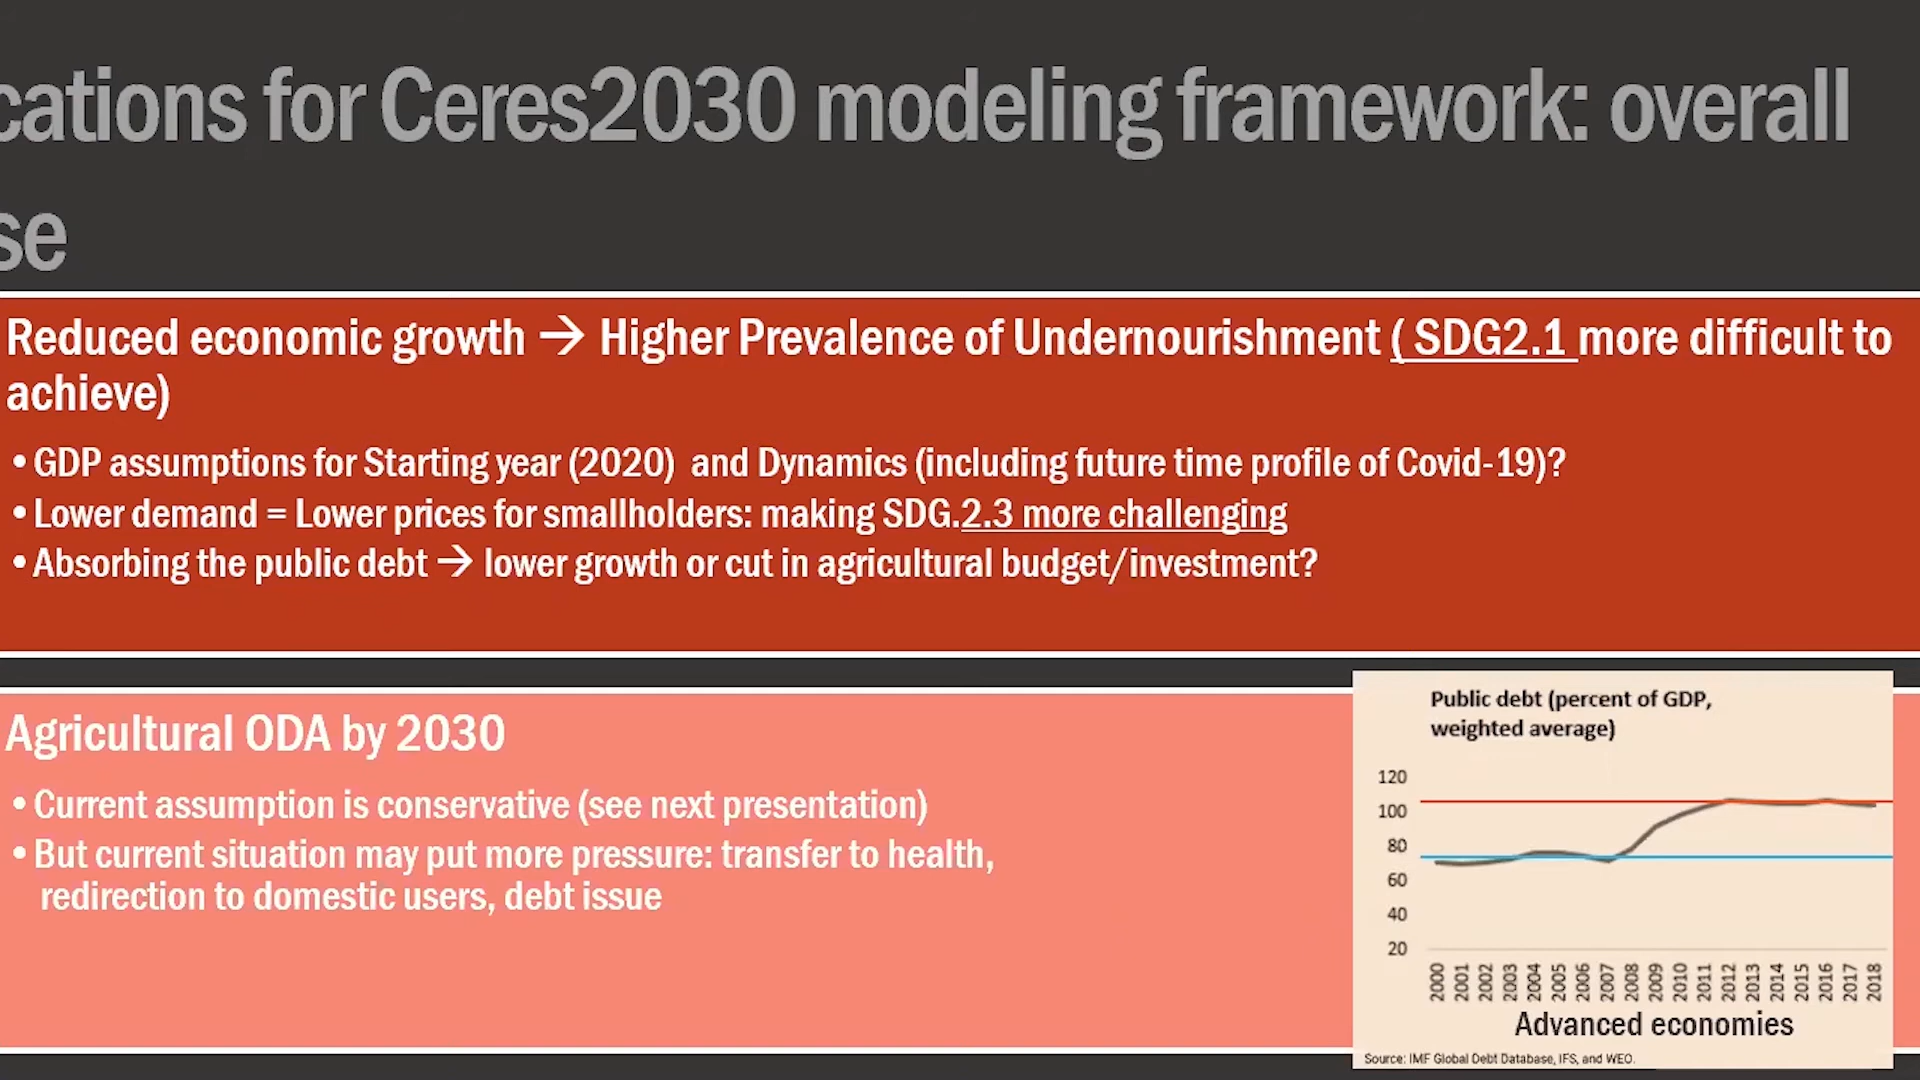 cations for Ceres2030 modeling framework: overall
se
Reduced economic growth → Higher Prevalence of Undernourishment ( SDG2.1 more difficult to
achieve)
• GDP assumptions for Starting year (2020) and Dynamics (including future time profile of Covid-19)?
• Lower demand = Lower prices for smallholders: making SDG.2.3 more challenging
• Absorbing the public debt → lower growth or cut in agricultural budget/investment?
Agricultural ODA by 2030
• Current assumption is conservative (see next presentation)
• But current situation may put more pressure: transfer to health,
redirection to domestic users, debt issue
Public debt (percent of GDP,
weighted average)
120
100
80
60
40
20
2000 2001 2002 2003 2004 2005 2006 2007 2008 2009 2010 2011 2012 2013 2014 2015 2016 2017 2018
Advanced economies
Source: IMF Global Debt Database, IFS, and WEO.